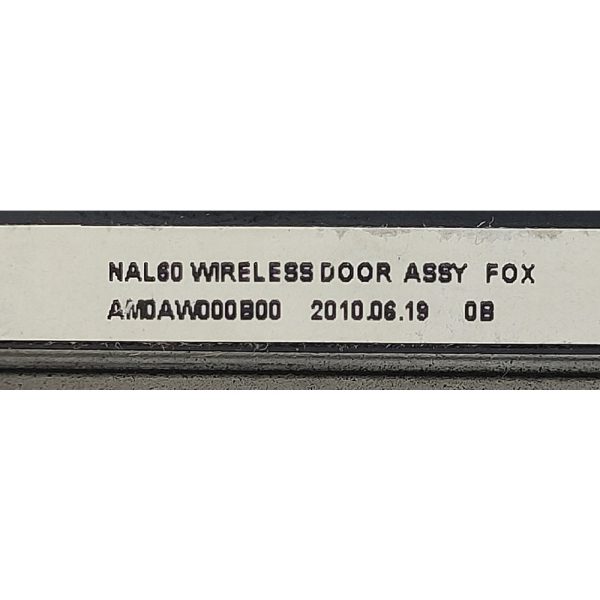 NAL60 WIRELESS DOOR ASSY FOX
AM0AW000B00 2010.06.19 0B